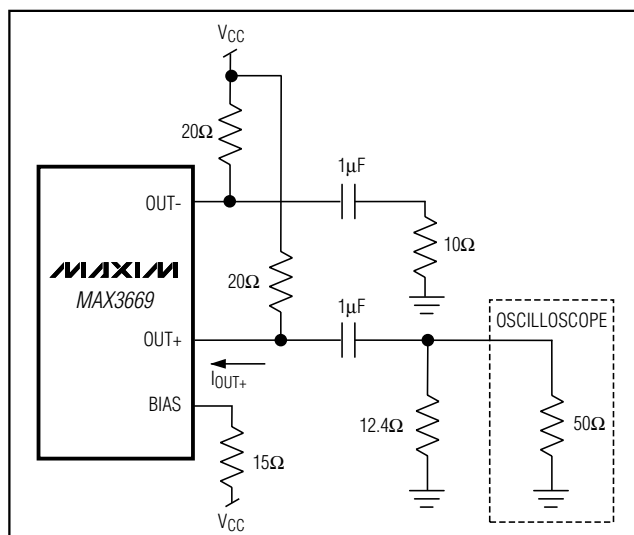 VCC
20Ω
1µF
OUT-
10Ω
MAXIM
MAX3669
20Ω
1µF
OSCILLOSCOPE
OUT+
IOUT+
BIAS
12.4Ω
50Ω
15Ω
VCC